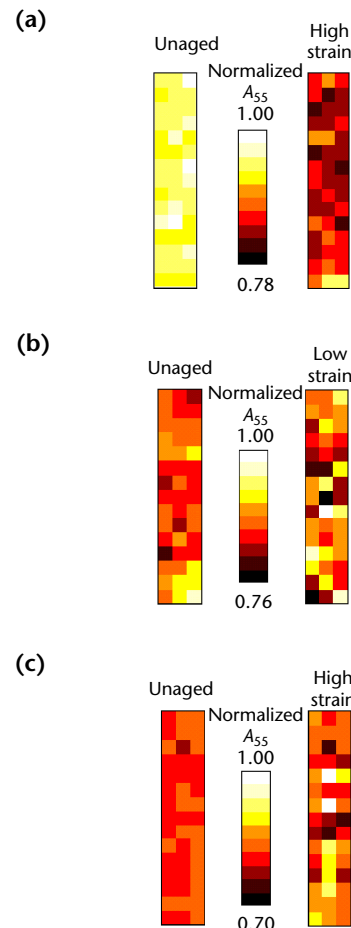 (a)
Unaged
High
strain
Normalized
A55
1.00
0.78
(b)
Unaged
Low
strain
Normalized
A55
1.00
0.76
(c)
Unaged
High
strain
Normalized
A55
1.00
0.70